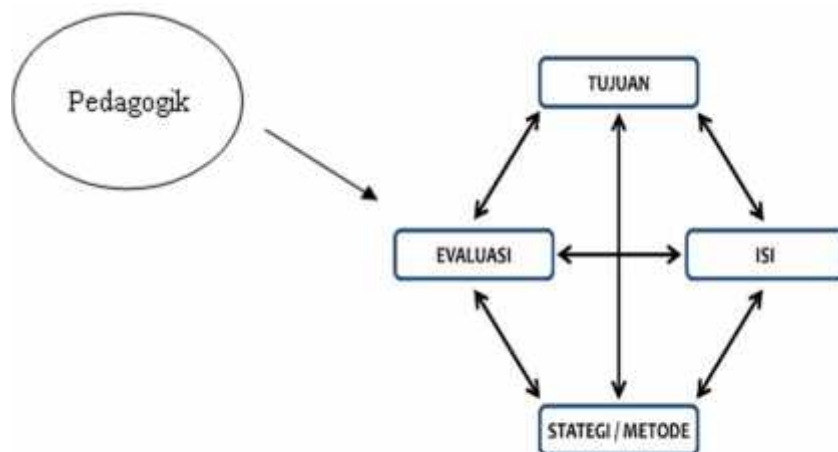 Pedagogik
TUJUAN
EVALUASI
ISI
STATEGI / METODE